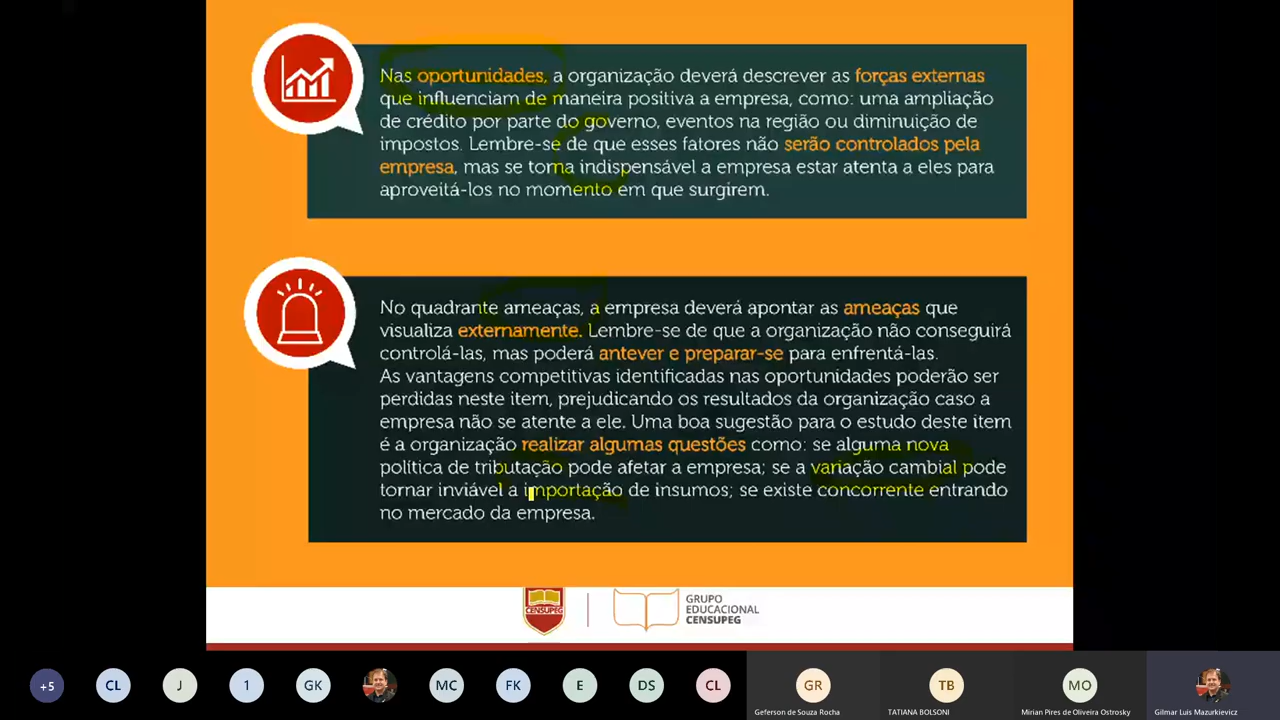 Nas oportunidades, a organização deverá descrever as forças externas
que influenciam de maneira positiva a empresa, como: uma ampliação
de crédito por parte do governo, eventos na região ou diminuição de
impostos. Lembre-se de que esses fatores não serão controlados pela
empresa, mas se torna indispensável a empresa estar atenta a eles para
aproveitá-los no momento em que surgirem.
No quadrante ameaças, a empresa deverá apontar as ameaças que
visualiza externamente. Lembre-se de que a organização não conseguirá
controlá-las, mas poderá antever e preparar-se para enfrentá-las.
As vantagens competitivas identificadas nas oportunidades poderão ser
perdidas neste item, prejudicando os resultados da organização caso a
empresa não se atente a ele. Uma boa sugestão para o estudo deste item
é a organização realizar algumas questões como: se alguma nova
política de tributação pode afetar a empresa; se a variação cambial pode
tornar inviável a importação de insumos; se existe concorrente entrando
no mercado da empresa.
CENSUPEG
GRUPO
EDUCACIONAL
CENSUPEG
+5
CL
J
1
GK
MC
FK
E
DS
CL
GR
TB
MO
Geferson de Souza Rocha
TATIANA BOLSONI
Mirian Pires de Oliveira Ostrosky
Gilmar Luis Mazurkievicz